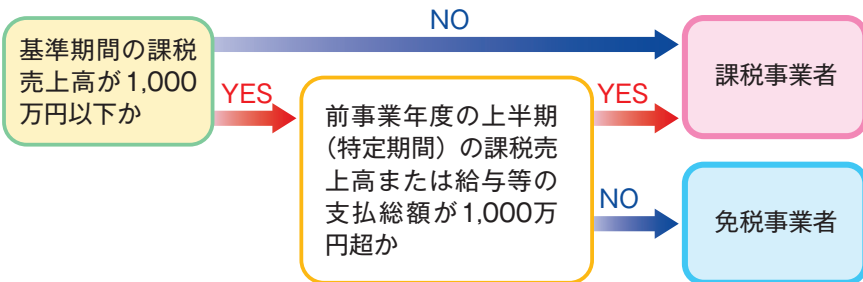 NO
基準期間の課税
売上高が1,000
万円以下か
YES
前事業年度の上半期
（特定期間）の課税売
上高または給与等の
支払総額が1,000万
円超か
YES
課税事業者
NO
免税事業者